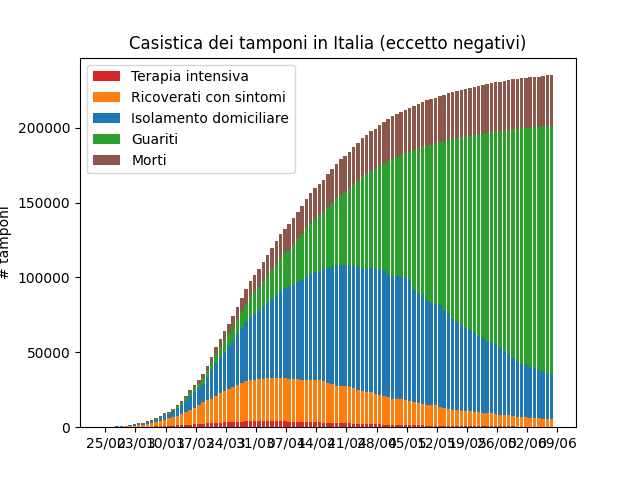 Casistica dei tamponi in Italia (eccetto negativi)
Terapia intensiva
Ricoverati con sintomi
Isolamento domiciliare
Guariti
Morti
# tamponi
200000
150000
100000
50000
0
25/02 03/03 10/03 17/03 24/03 31/03 07/04 14/04 21/04 28/04 05/05 12/05 19/05 26/05 02/06 09/06